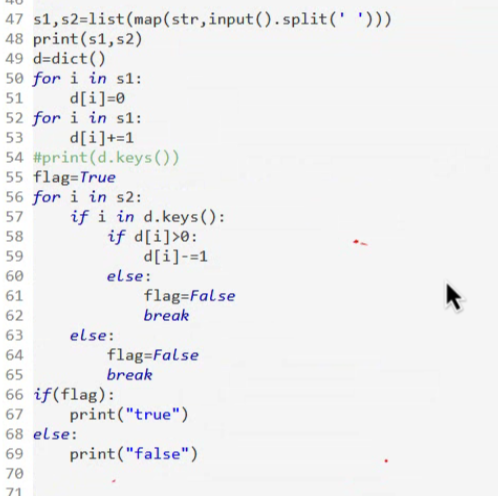 47 s1,s2=list(map(str,input().split(' ')))
48 print(s1,s2)
49 d=dict()
50 for i in s1:
51     d[i]=0
52 for i in s1:
53     d[i]+=1
54 #print(d.keys())
55 flag=True
56 for i in s2:
57     if i in d.keys():
58         if d[i]>0:
59             d[i]-=1
60         else:
61             flag=False
62             break
63     else:
64         flag=False
65         break
66 if(flag):
67     print("true")
68 else:
69     print("false")
70
71